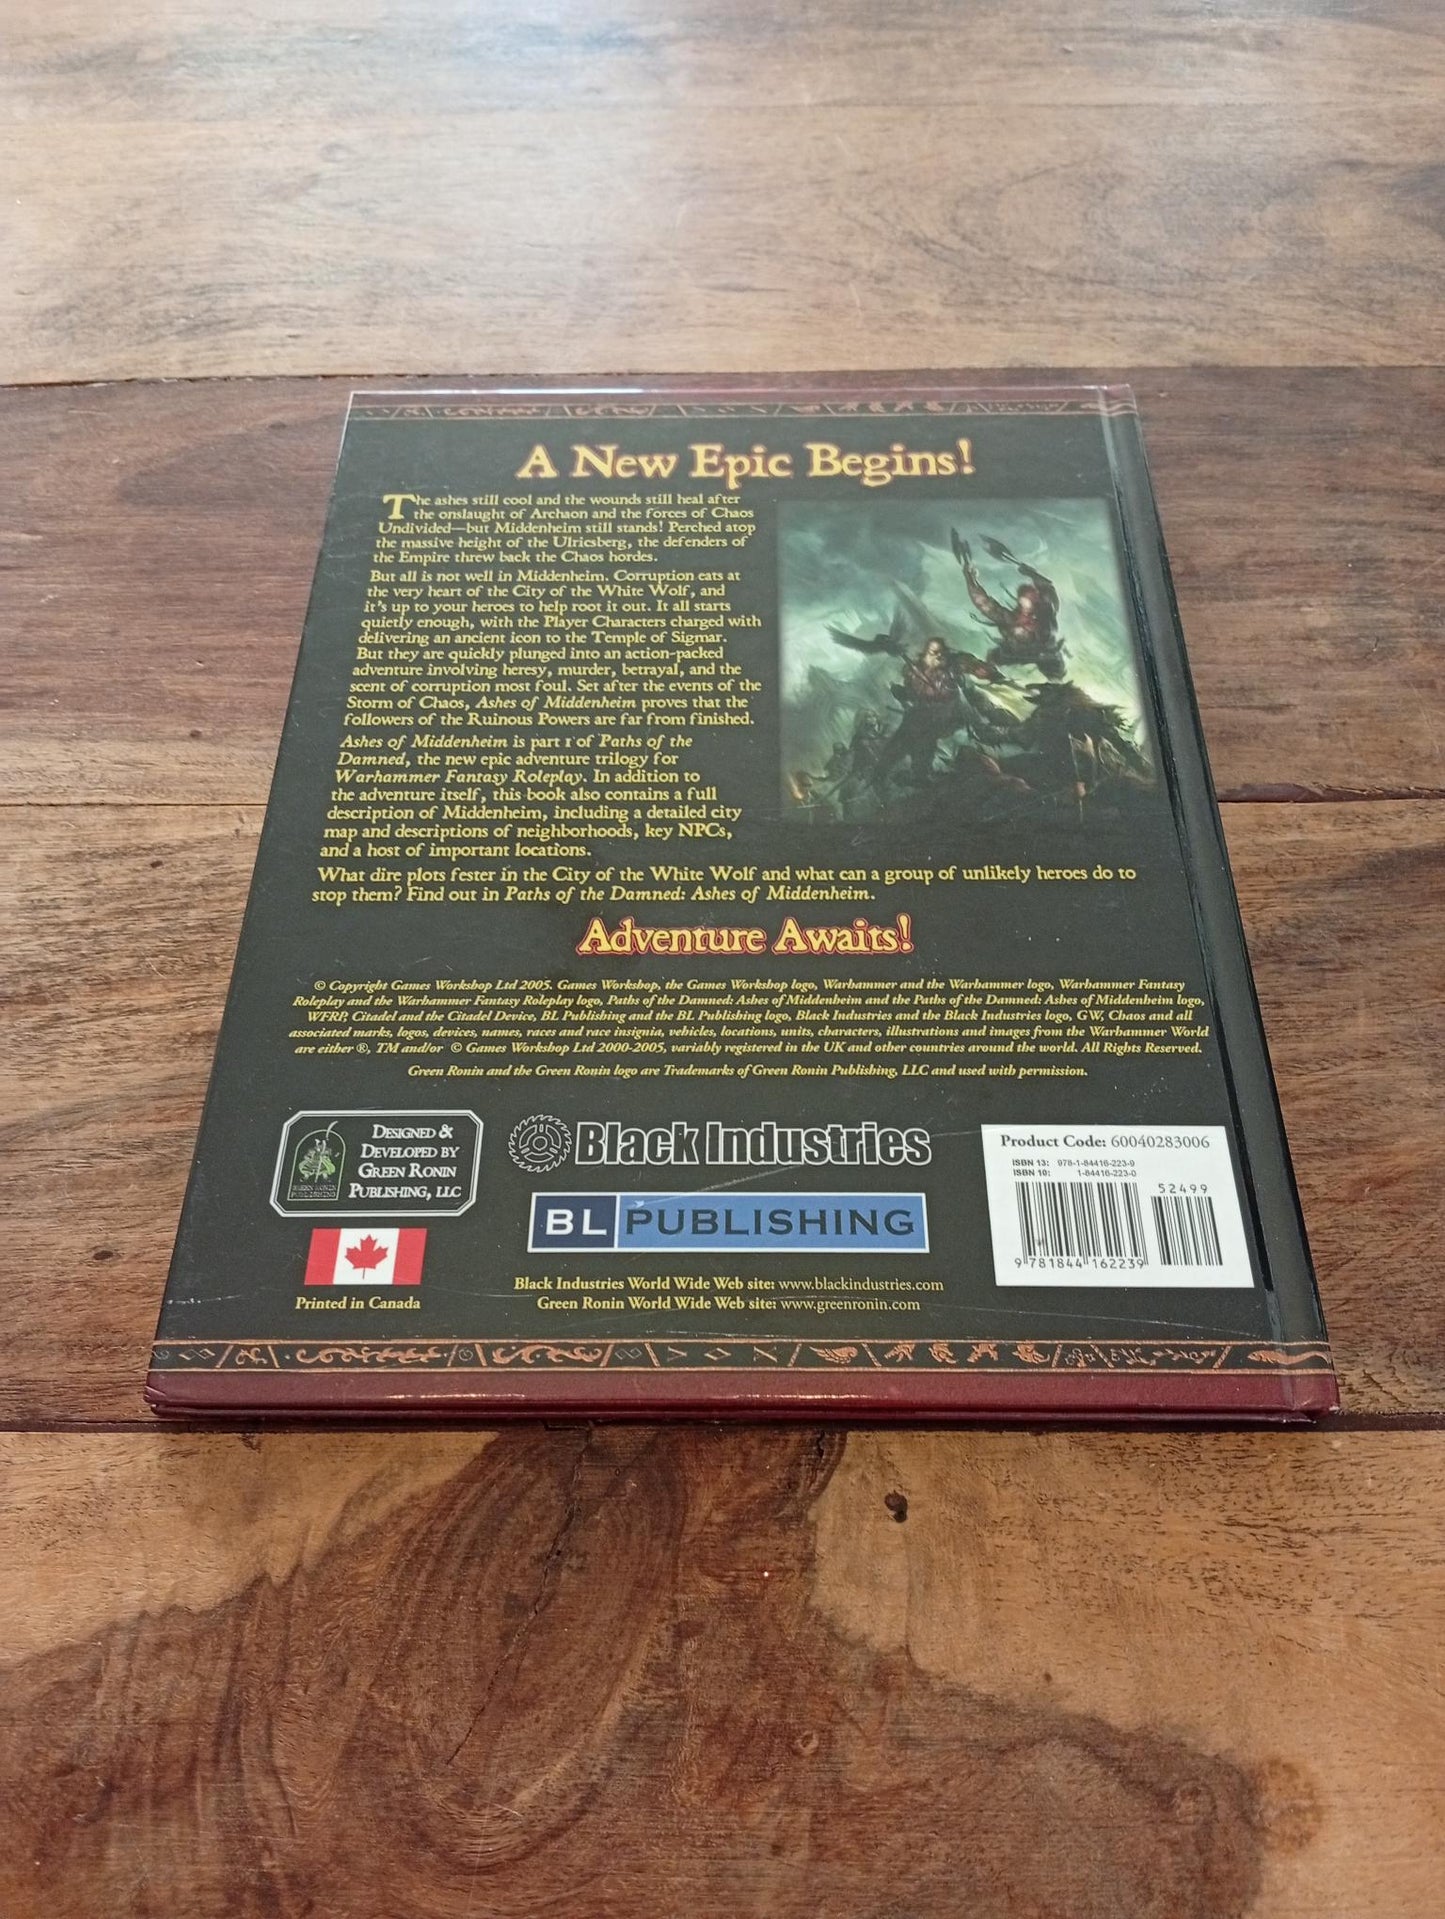 A New Epic Begins!
The ashes still cool and the wounds still heal after
the onslaught of Archaon and the forces of Chaos
Undivided—but Middenheim still stands! Perched atop
the massive height of the Ulricsberg, the defenders of
the Empire threw back the Chaos hordes.
But all is not well in Middenheim. Corruption eats at
the very heart of the City of the White Wolf, and
it's up to your heroes to help root it out. It all starts
quietly enough, with the Player Characters charged with
delivering an ancient icon to the Temple of Sigmar.
But they are quickly plunged into an action-packed
adventure involving heresy, murder, betrayal, and the
scent of corruption most foul. Set after the events of the
Storm of Chaos, Ashes of Middenheim proves that the
followers of the Ruinous Powers are far from finished.
Ashes of Middenheim is part 1 of Paths of the
Damned, the new epic adventure trilogy for
Warhammer Fantasy Roleplay. In addition to
the adventure itself, this book also contains a full
description of Middenheim, including a detailed city
map and descriptions of neighborhoods, key NPCs,
and a host of important locations.
What dire plots fester in the City of the White Wolf and what can a group of unlikely heroes do to
stop them? Find out in Paths of the Damned: Ashes of Middenheim.
Adventure Awaits!
© Copyright Games Workshop Ltd 2005. Games Workshop, the Games Workshop logo, Warhammer and the Warhammer logo, Warhammer Fantasy
Roleplay and the Warhammer Fantasy Roleplay logo, Paths of the Damned: Ashes of Middenheim and the Paths of the Damned: Ashes of Middenheim logo,
WFRP, Citadel and the Citadel Device, BL Publishing and the BL Publishing logo, Black Industries and the Black Industries logo, GW, Chaos and all
associated marks, logos, devices, names, races and race insignia, vehicles, locations, units, characters, illustrations and images from the Warhammer World
are either ®, TM and/or © Games Workshop Ltd 2000-2005, variably registered in the UK and other countries around the world. All Rights Reserved.
Green Ronin and the Green Ronin logo are Trademarks of Green Ronin Publishing, LLC and used with permission.
Designed &
Developed by
Green Ronin
Publishing, LLC
GREEN RONIN
PUBLISHING
Printed in Canada
Black Industries
BL PUBLISHING
Black Industries World Wide Web site: www.blackindustries.com
Green Ronin World Wide Web site: www.greenronin.com
Product Code: 60040283006
ISBN 13: 978-1-84416-223-9
ISBN 10: 1-84416-223-0
52499
9 781844 162239